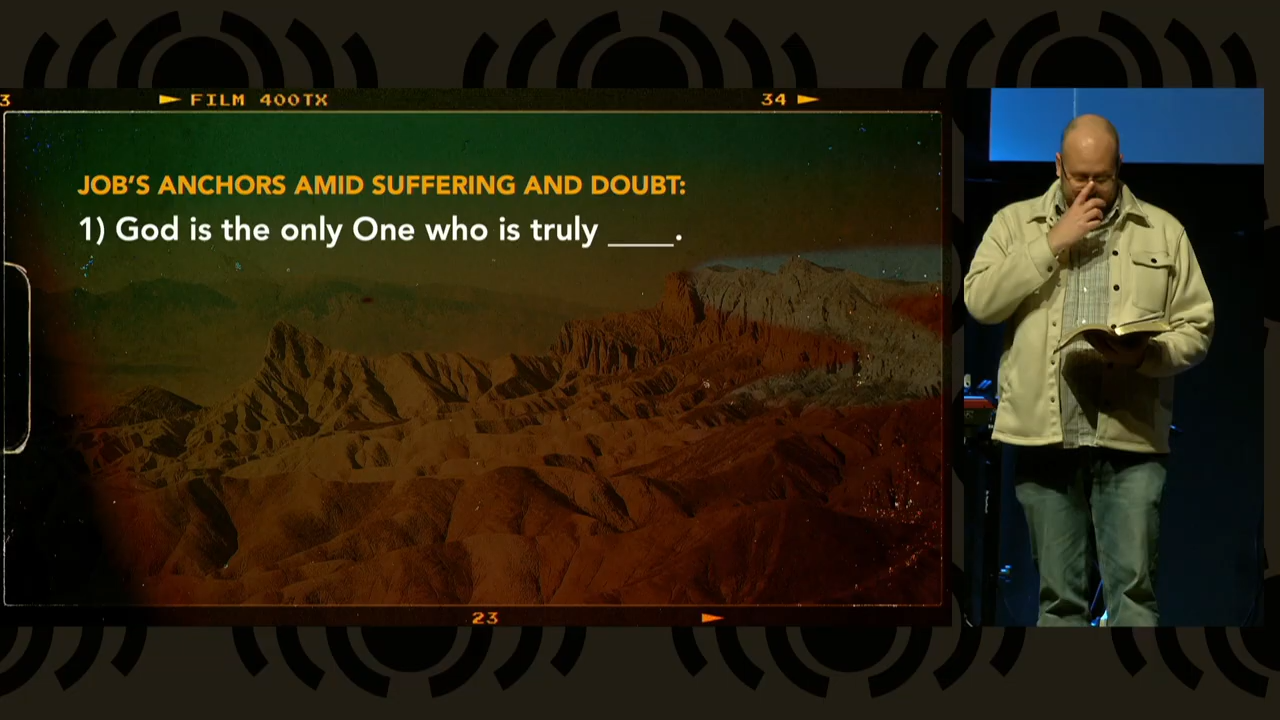 3
FILM 400TX
34
JOB'S ANCHORS AMID SUFFERING AND DOUBT:
1) God is the only One who is truly ____.
23